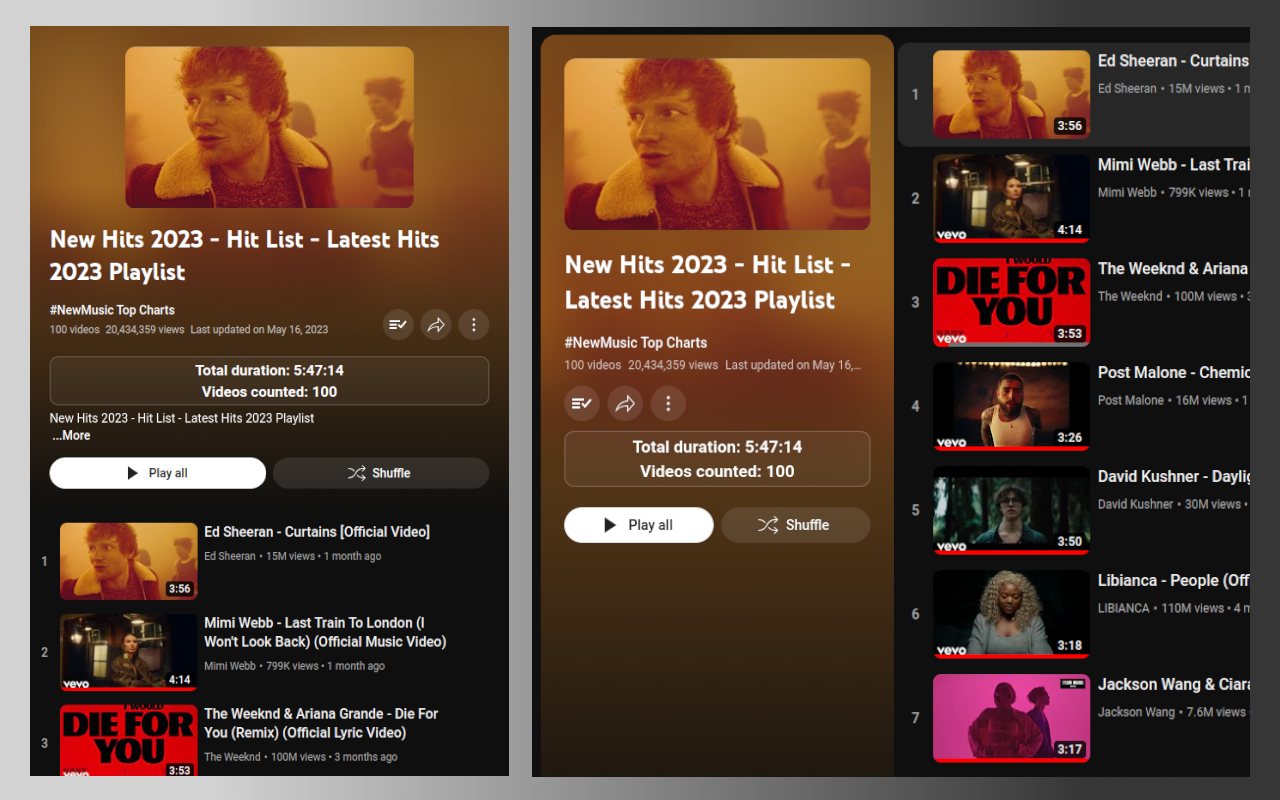 New Hits 2023 - Hit List - Latest Hits
2023 Playlist
#NewMusic Top Charts
100 videos 20,434,359 views Last updated on May 16, 2023
Total duration: 5:47:14
Videos counted: 100
New Hits 2023 - Hit List - Latest Hits 2023 Playlist
...More
Play all
Shuffle
1
3:56
Ed Sheeran - Curtains [Official Video]
Ed Sheeran • 15M views • 1 month ago
2
vevo
4:14
Mimi Webb - Last Train To London (I
Won't Look Back) (Official Music Video)
Mimi Webb • 799K views • 1 month ago
3
I WOULD
DIE FOR
YOU
vevo
3:53
The Weeknd & Ariana Grande - Die For
You (Remix) (Official Lyric Video)
The Weeknd • 100M views • 3 months ago
New Hits 2023 - Hit List -
Latest Hits 2023 Playlist
#NewMusic Top Charts
100 videos 20,434,359 views Last updated on May 16,...
Total duration: 5:47:14
Videos counted: 100
Play all
Shuffle
1
3:56
Ed Sheeran - Curtains
Ed Sheeran • 15M views • 1 m
2
vevo
4:14
Mimi Webb - Last Trai
Mimi Webb • 799K views • 1
3
I WOULD
DIE FOR
YOU
vevo
3:53
The Weeknd & Ariana
The Weeknd • 100M views • 3
4
vevo
3:26
Post Malone - Chemic
Post Malone • 16M views • 1
5
vevo
3:50
David Kushner - Daylig
David Kushner • 30M views •
6
vevo
3:18
Libianca - People (Off
LIBIANCA • 110M views • 4 m
7
3:17
Jackson Wang & Ciara
Jackson Wang • 7.6M views